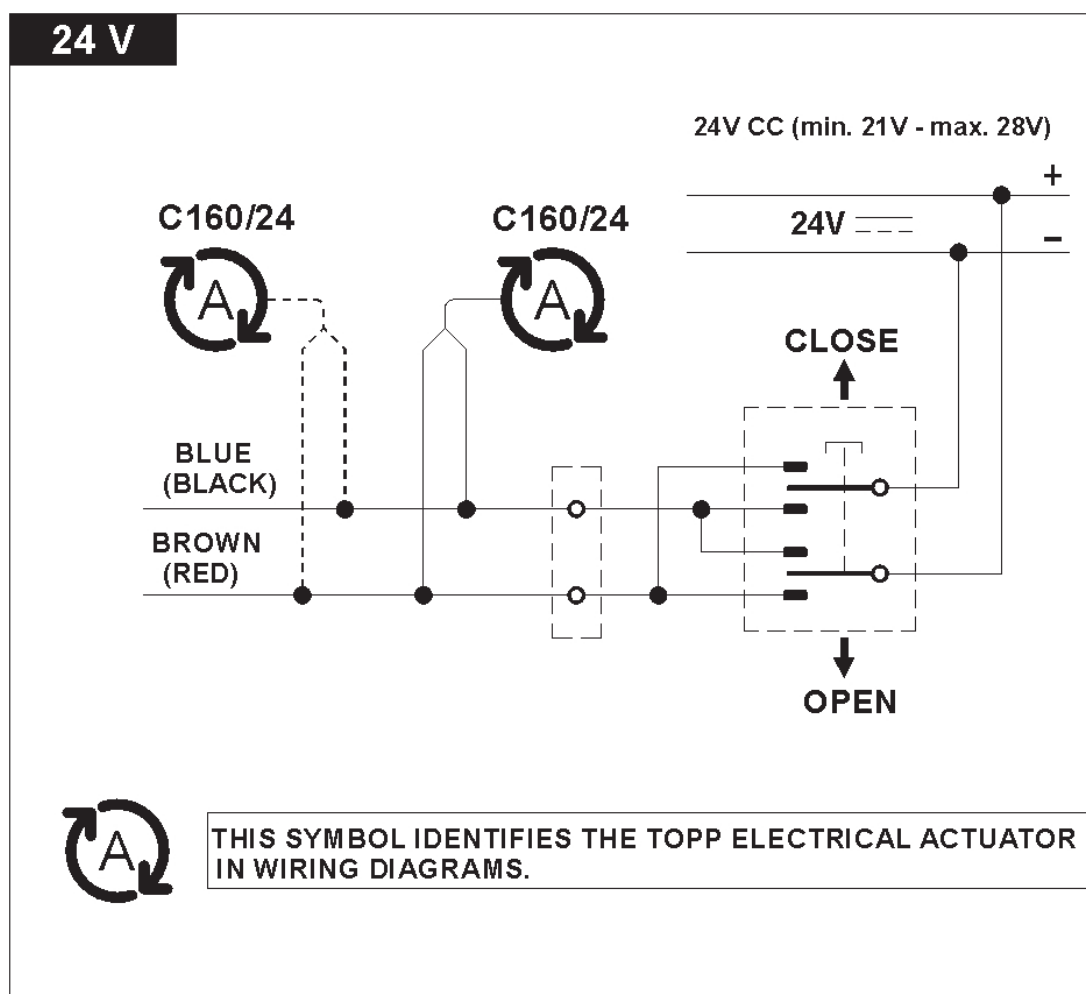 24 V
24V CC (min. 21V - max. 28V)
+
C160/24
C160/24
24V
–
A
A
CLOSE
BLUE
(BLACK)
BROWN
(RED)
OPEN
A
THIS SYMBOL IDENTIFIES THE TOPP ELECTRICAL ACTUATOR
IN WIRING DIAGRAMS.